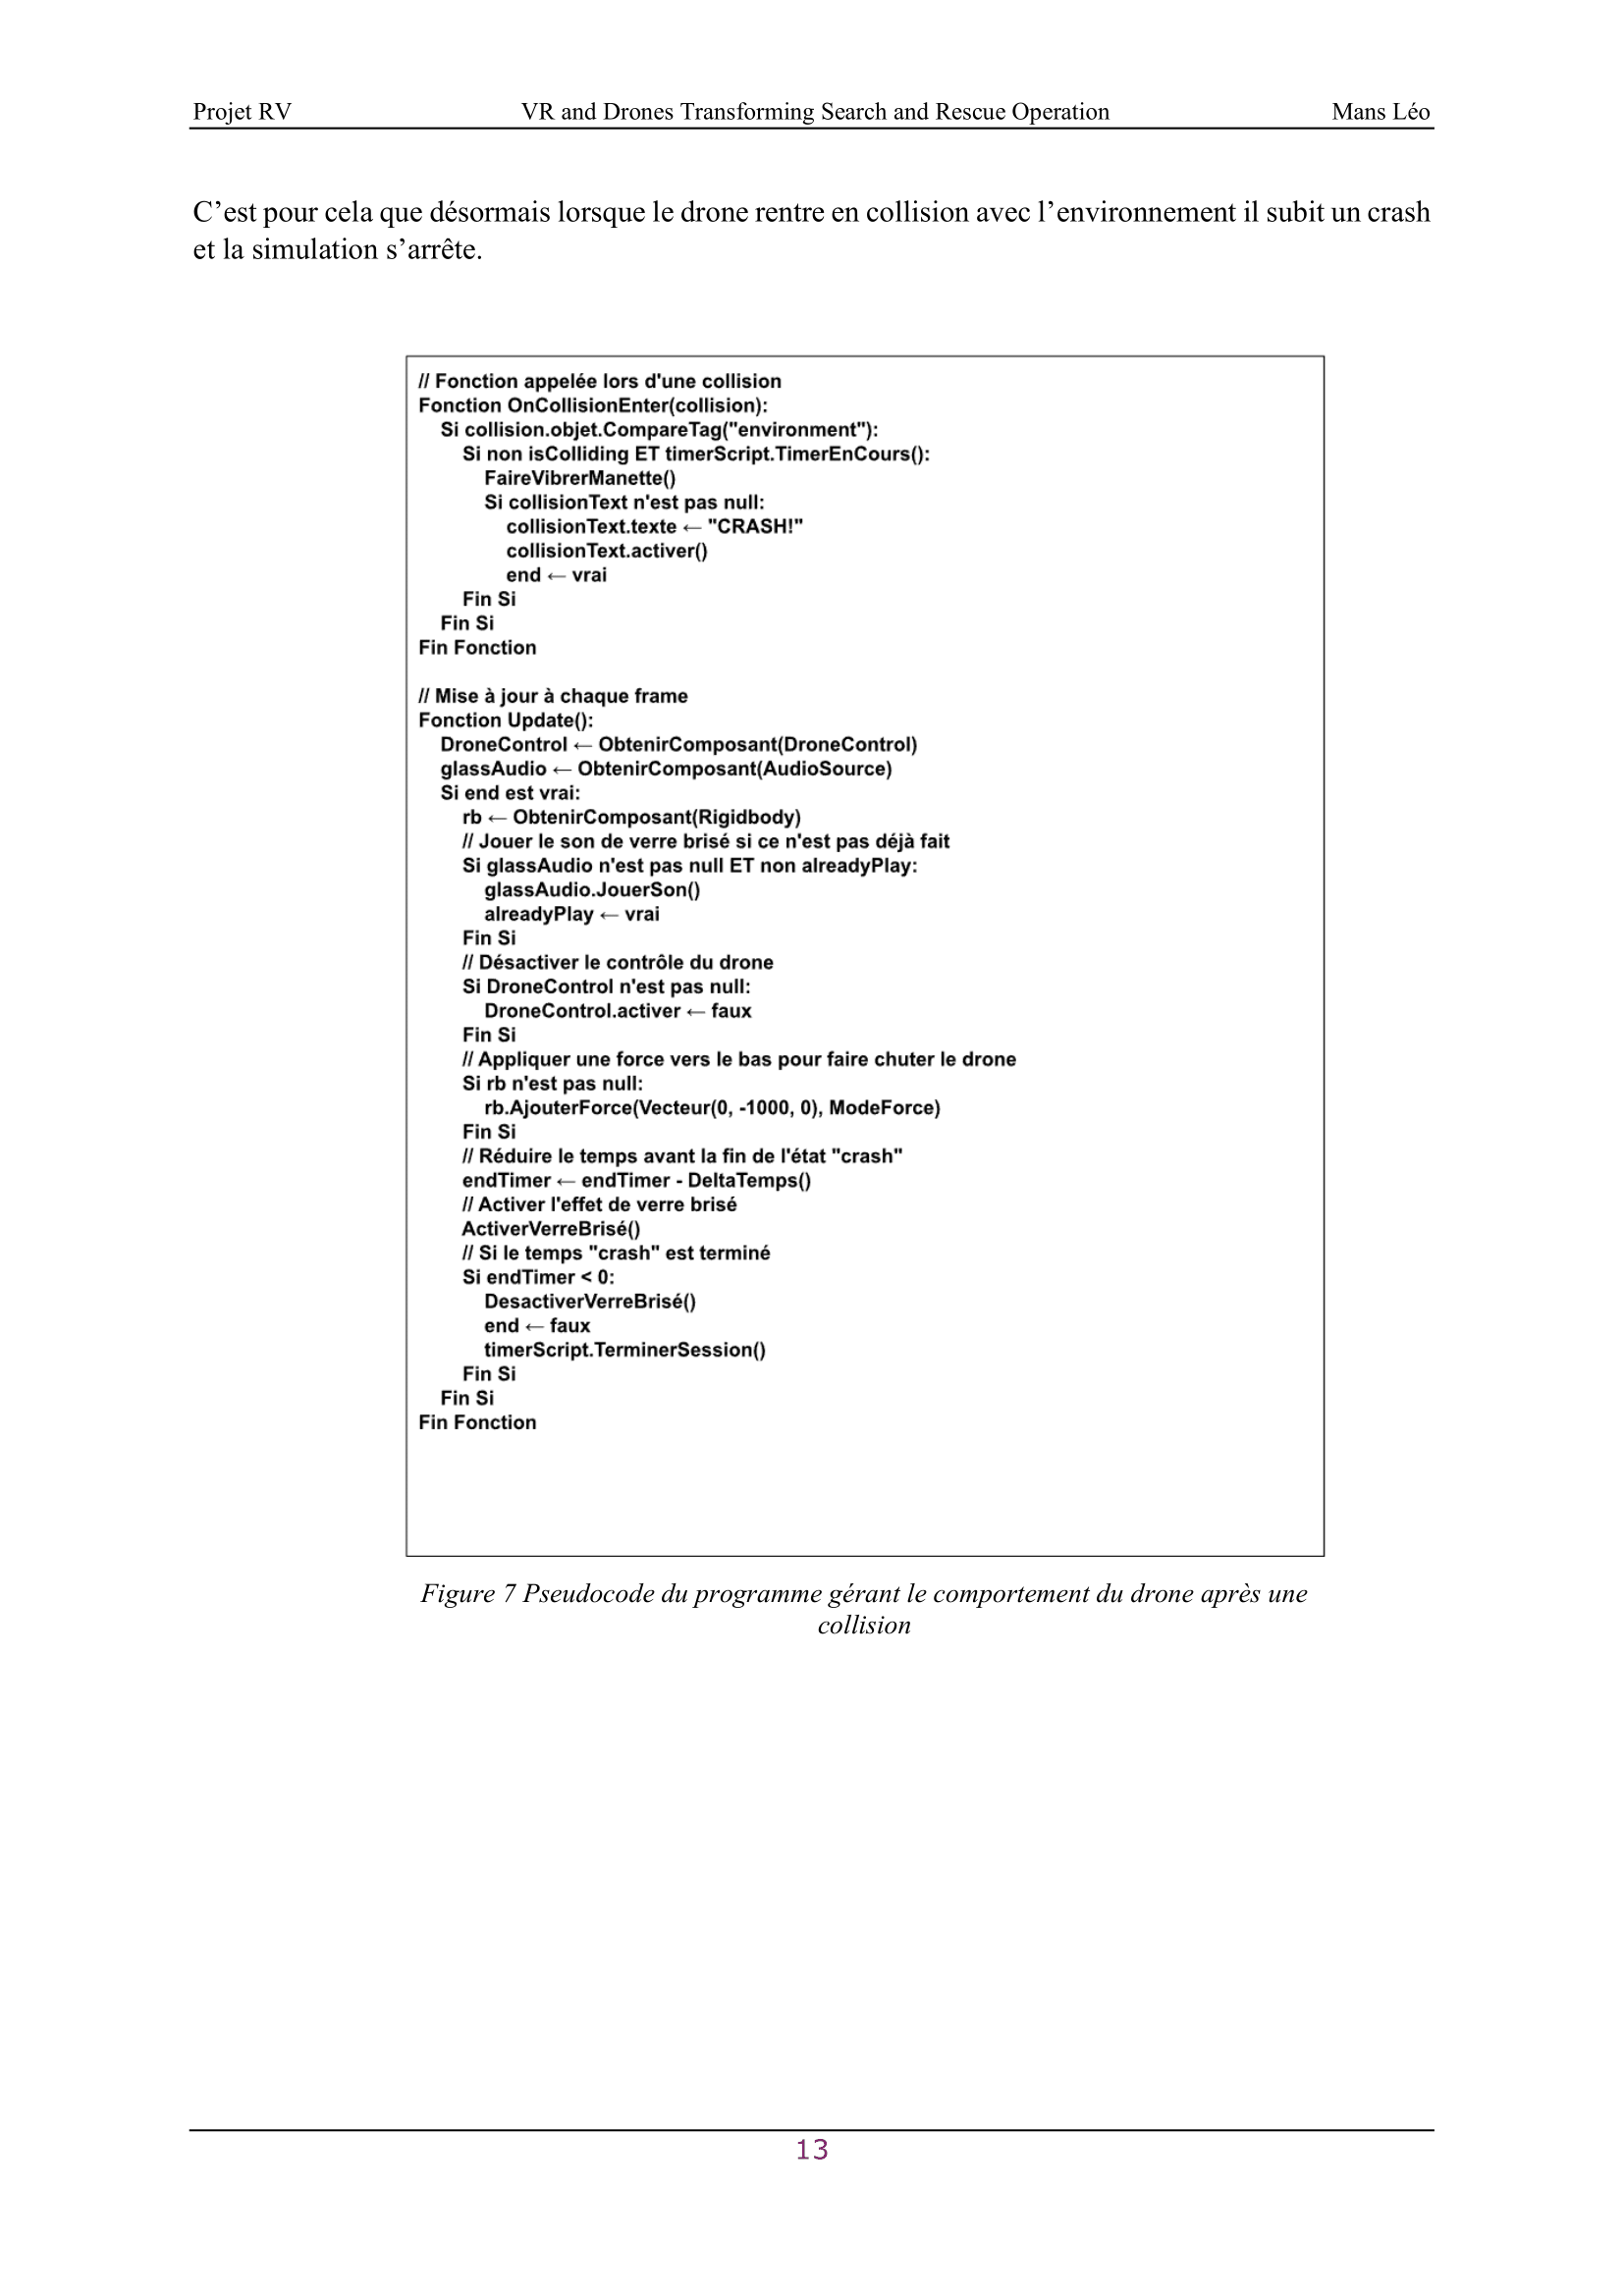 Projet RV VR and Drones Transforming Search and Rescue Operation Mans Léo
C’est pour cela que désormais lorsque le drone rentre en collision avec l’environnement il subit un crash
et la simulation s’arrête.
// Fonction appelée lors d'une collision
Fonction OnCollisionEnter(collision):
Si collision.objet.CompareTag("environment"):
Si non isColliding ET timerScript.TimerEnCours():
FaireVibrerManette()
Si collisionText n'est pas null:
collisionText.texte ← "CRASH!"
collisionText.activer()
end ← vrai
Fin Si
Fin Si
Fin Fonction
// Mise à jour à chaque frame
Fonction Update():
DroneControl ← ObtenirComposant(DroneControl)
glassAudio ← ObtenirComposant(AudioSource)
Si end est vrai:
rb ← ObtenirComposant(Rigidbody)
// Jouer le son de verre brisé si ce n'est pas déjà fait
Si glassAudio n'est pas null ET non alreadyPlay:
glassAudio.JouerSon()
alreadyPlay ← vrai
Fin Si
// Désactiver le contrôle du drone
Si DroneControl n'est pas null:
DroneControl.activer ← faux
Fin Si
// Appliquer une force vers le bas pour faire chuter le drone
Si rb n'est pas null:
rb.AjouterForce(Vecteur(0, -1000, 0), ModeForce)
Fin Si
// Réduire le temps avant la fin de l'état "crash"
endTimer ← endTimer - DeltaTemps()
// Activer l'effet de verre brisé
ActiverVerreBrisé()
// Si le temps "crash" est terminé
Si endTimer < 0:
DesactiverVerreBrisé()
end ← faux
timerScript.TerminerSession()
Fin Si
Fin Si
Fin Fonction
Figure 7 Pseudocode du programme gérant le comportement du drone après une
collision
13